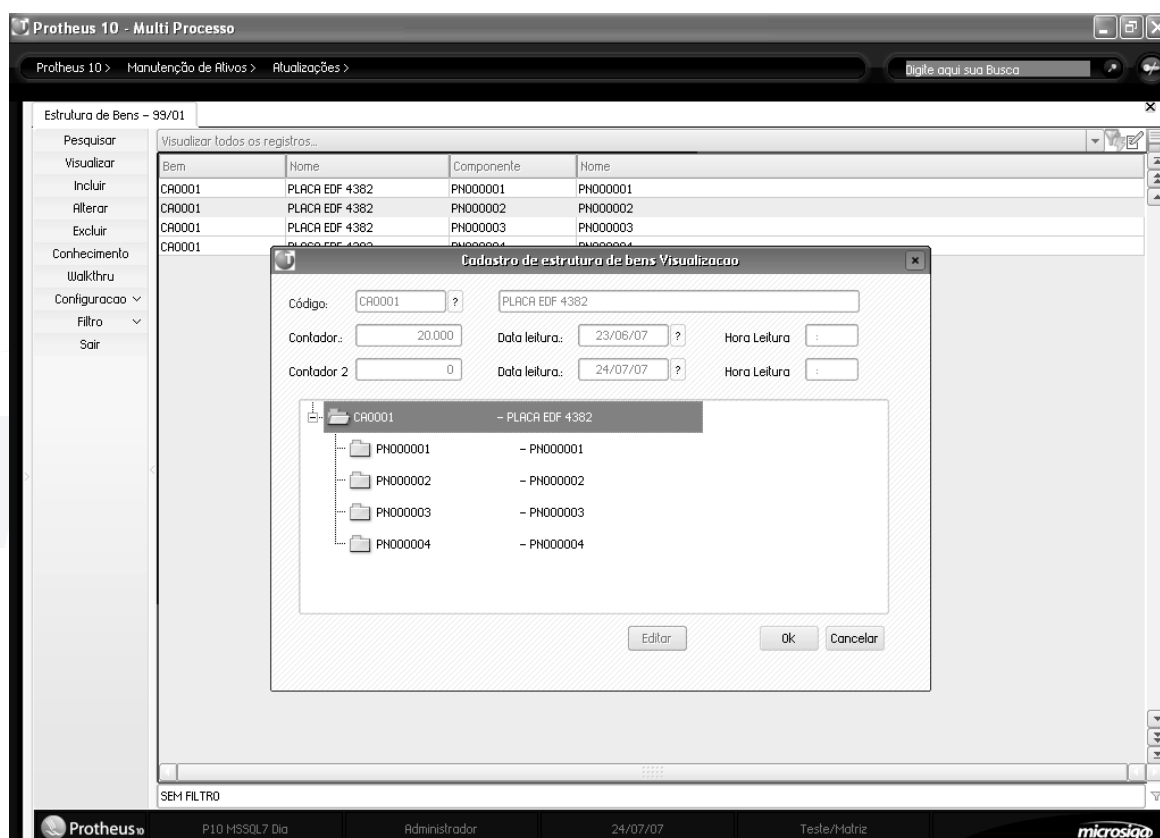 Protheus 10 - Multi Processo
Protheus 10 > Manutenção de Ativos > Atualizações >
Digite aqui sua Busca
Estrutura de Bens - 99/01
Pesquisar
Visualizar
Incluir
Alterar
Excluir
Conhecimento
Walkthru
Configuracao
Filtro
Sair
Visualizar todos os registros...
Bem Nome Componente Nome
CA0001 PLACA EDF 4382 PN000001 PN000001
CA0001 PLACA EDF 4382 PN000002 PN000002
CA0001 PLACA EDF 4382 PN000003 PN000003
CA0001 PLACA EDF 4382 PN000004 PN000004
Cadastro de estrutura de bens Visualizacao
Código: CA0001 ? PLACA EDF 4382
Contador.: 20.000 Data leitura.: 23/06/07 ? Hora Leitura :
Contador 2 0 Data leitura.: 24/07/07 ? Hora Leitura :
CA0001 - PLACA EDF 4382
PN000001 - PN000001
PN000002 - PN000002
PN000003 - PN000003
PN000004 - PN000004
Editar Ok Cancelar
SEM FILTRO
Protheus10 P10 MSSQL7 Dia Administrador 24/07/07 Teste/Matriz microsiga